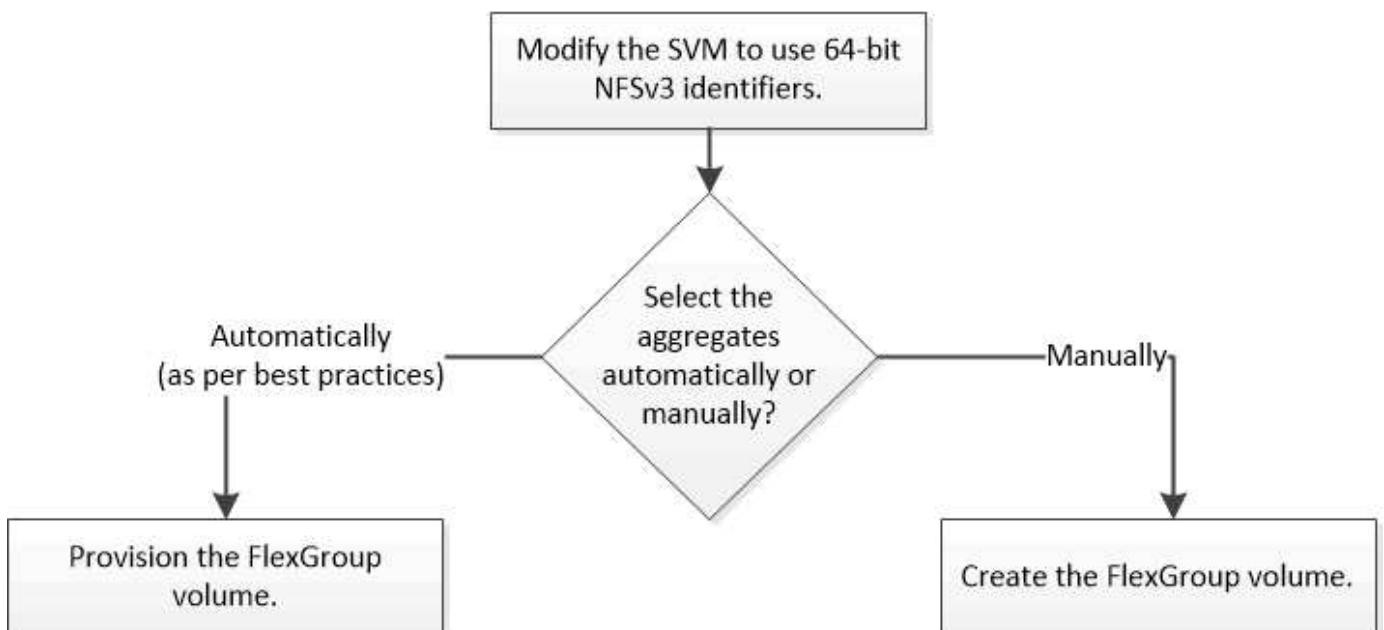 Modify the SVM to use 64-bit
NFSv3 identifiers.
Select the
aggregates
automatically or
manually?
Automatically
(as per best practices)
Manually
Provision the FlexGroup
volume.
Create the FlexGroup volume.